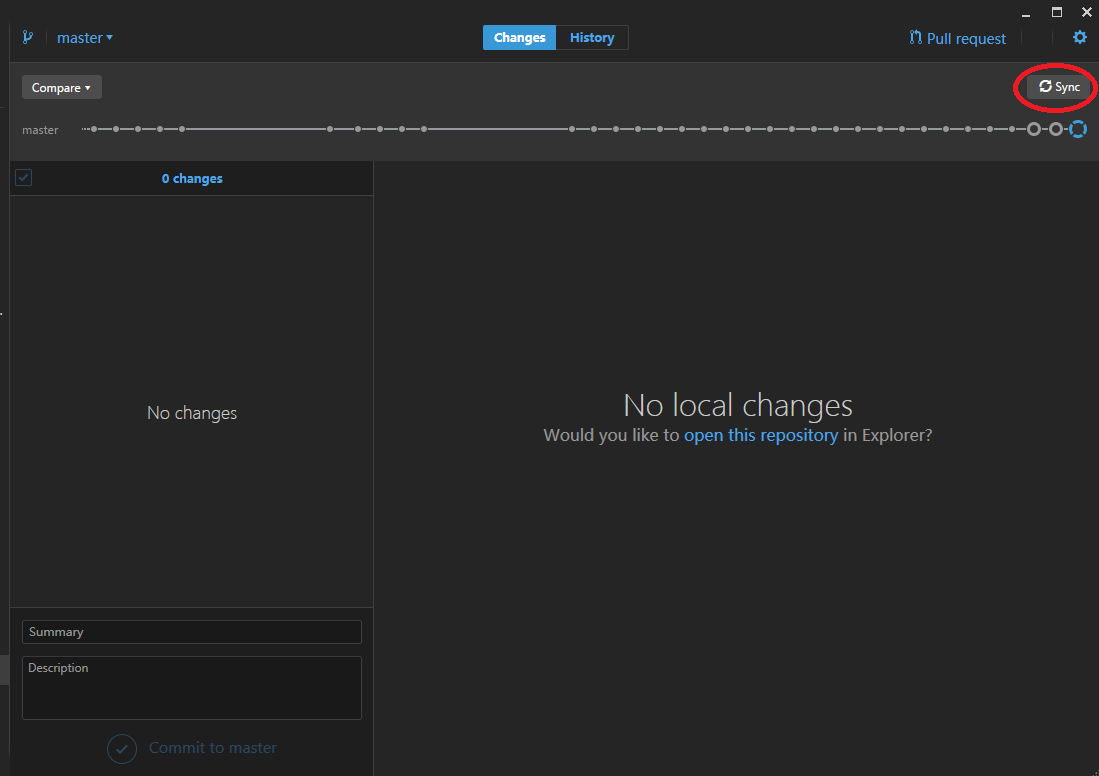 master
Changes
History
Pull request
Compare
Sync
master
0 changes
No changes
No local changes
Would you like to open this repository in Explorer?
Summary
Description
Commit to master